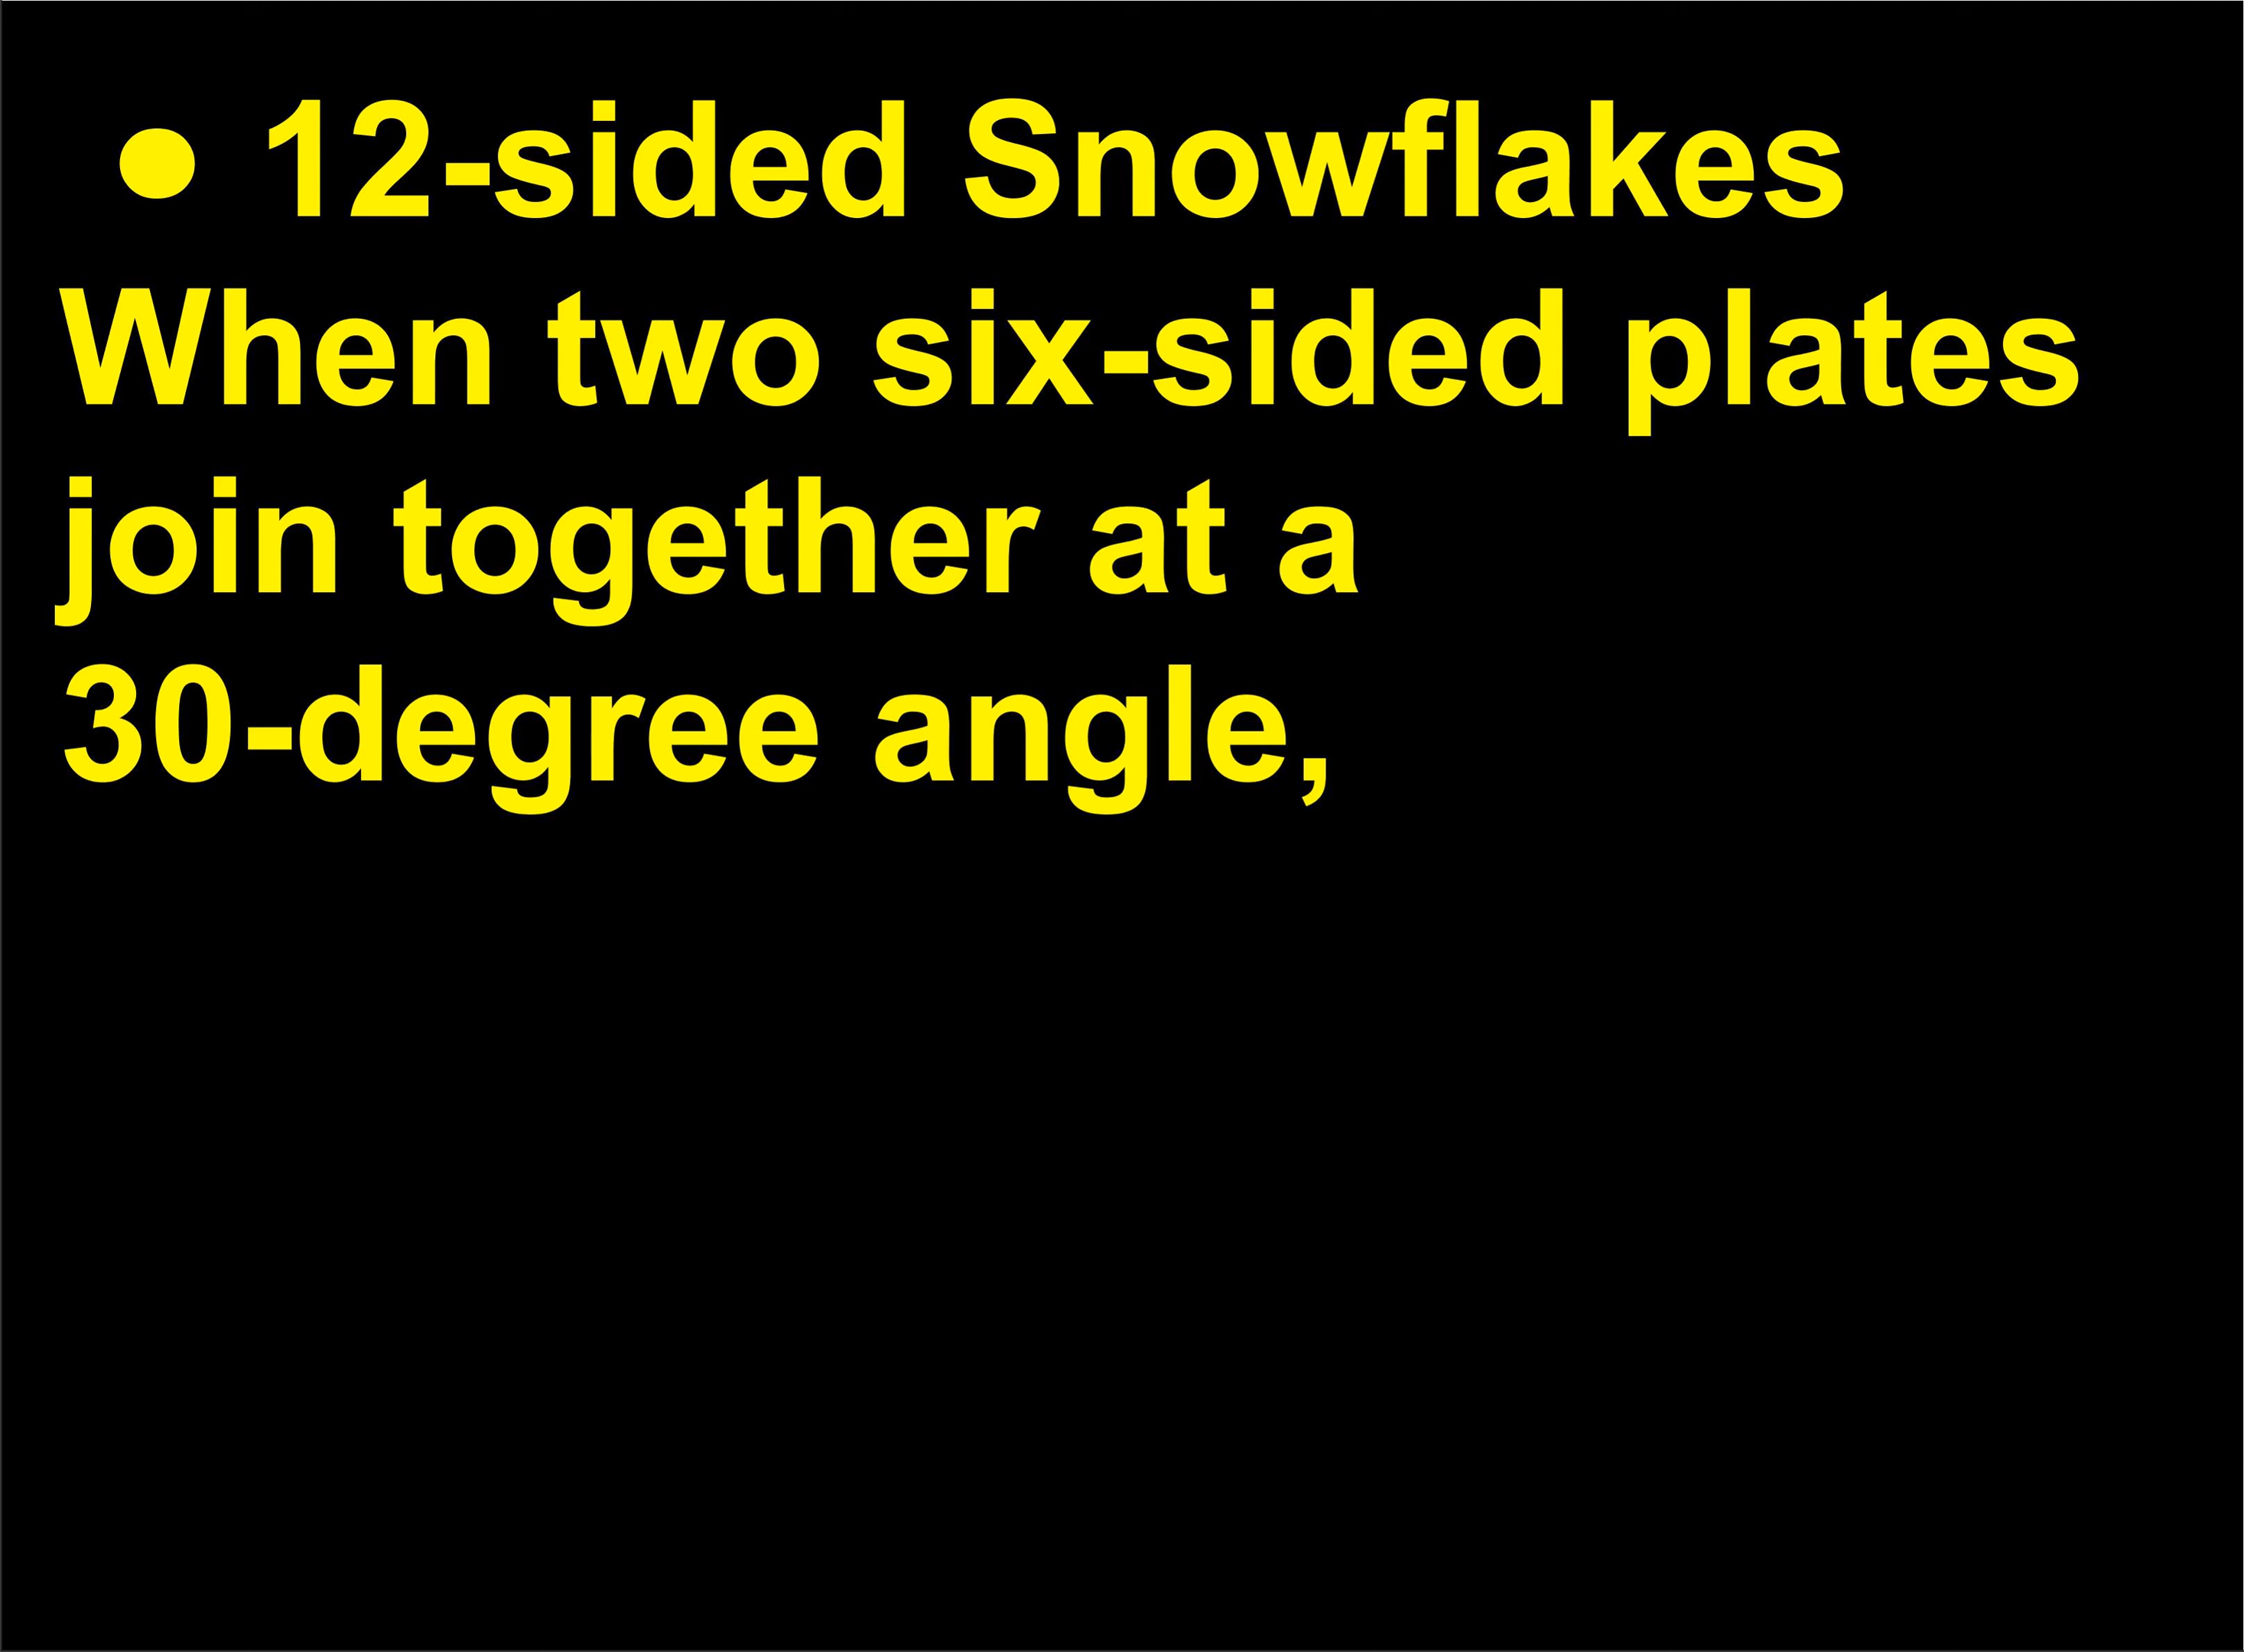 • 12-sided Snowflakes
When two six-sided plates
join together at a
30-degree angle,